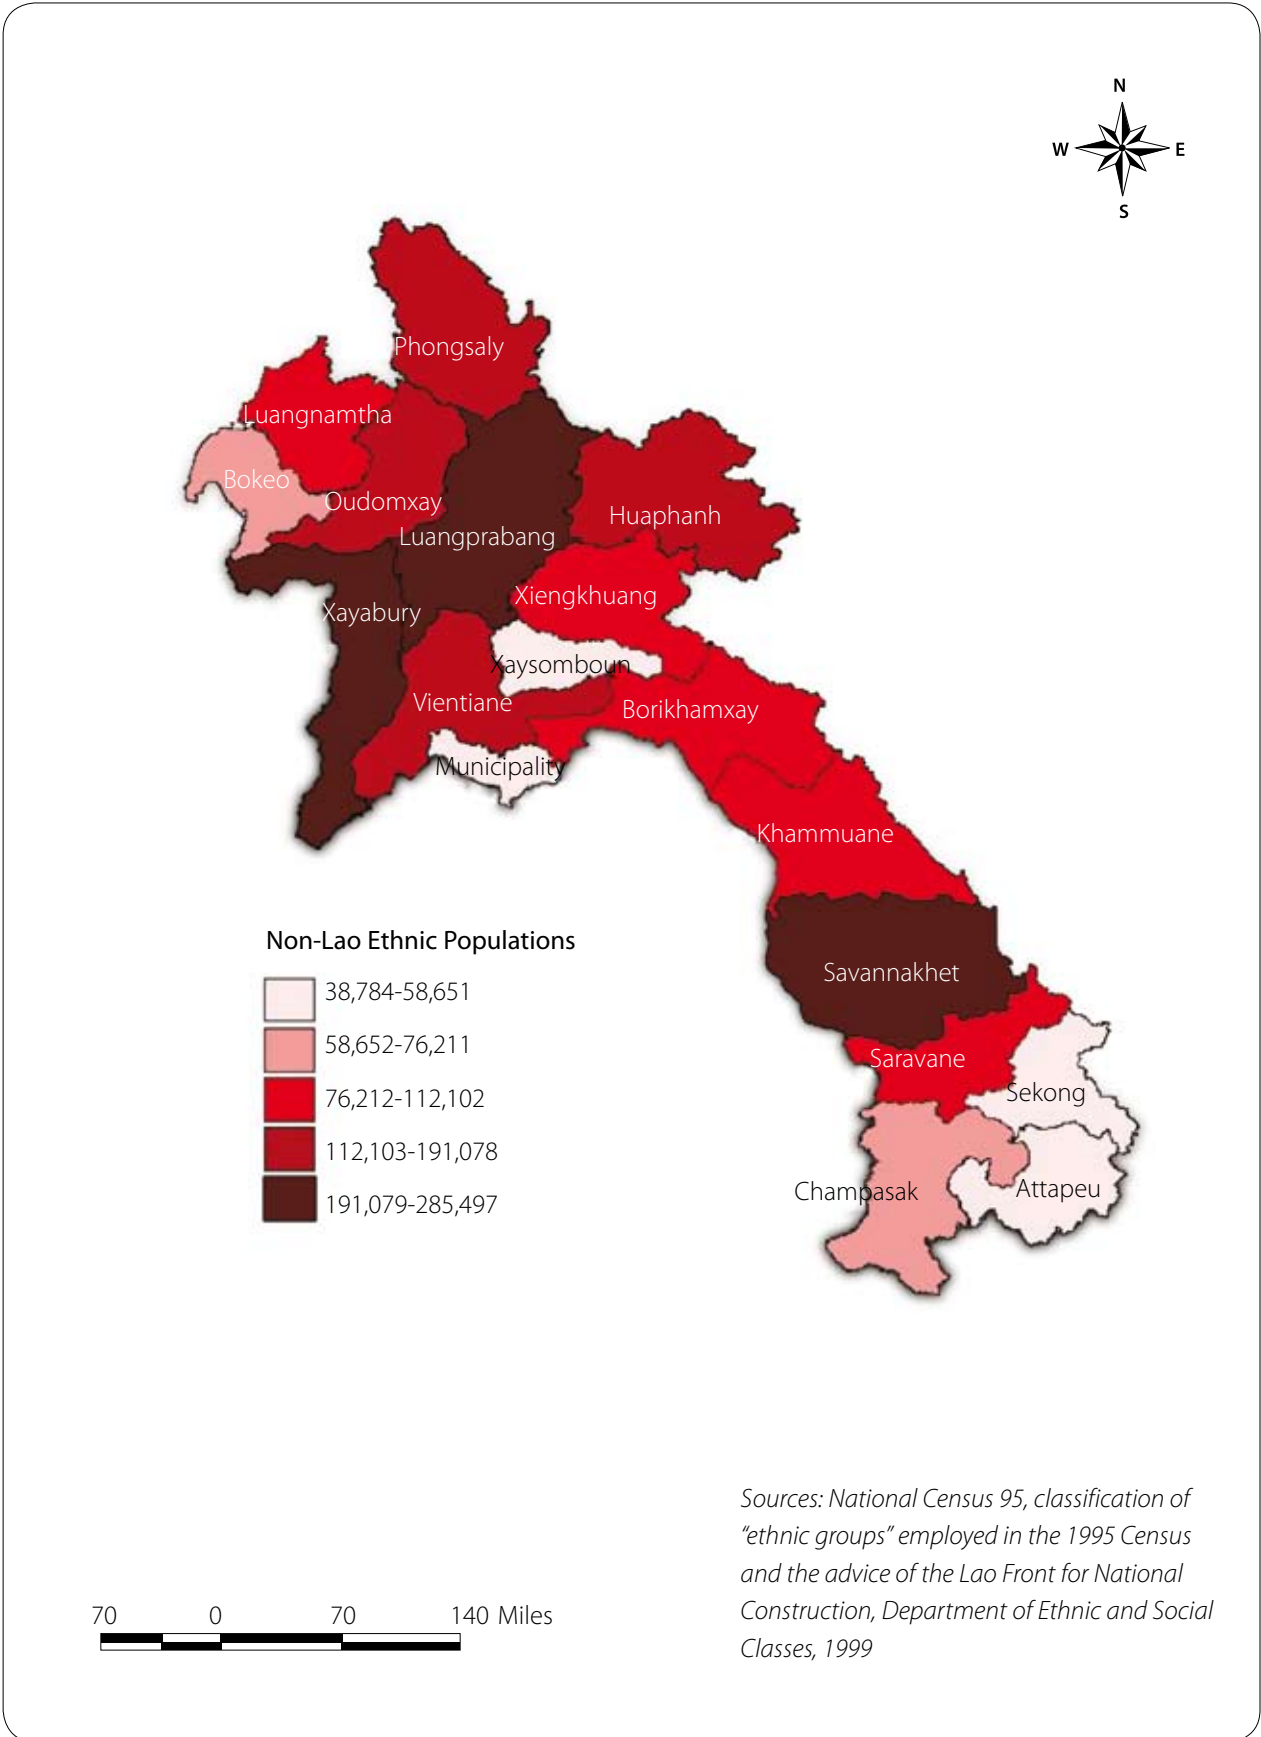 N
W
E
S
Phongsaly
Luangnamtha
Bokeo
Oudomxay
Huaphanh
Luangprabang
Xiengkhuang
Xayabury
Xaysomboun
Vientiane
Borikhamxay
Municipality
Khammuane
Savannakhet
Saravane
Sekong
Champasak
Attapeu
Non-Lao Ethnic Populations
38,784-58,651
58,652-76,211
76,212-112,102
112,103-191,078
191,079-285,497
70 0 70 140 Miles
Sources: National Census 95, classification of
“ethnic groups” employed in the 1995 Census
and the advice of the Lao Front for National
Construction, Department of Ethnic and Social
Classes, 1999